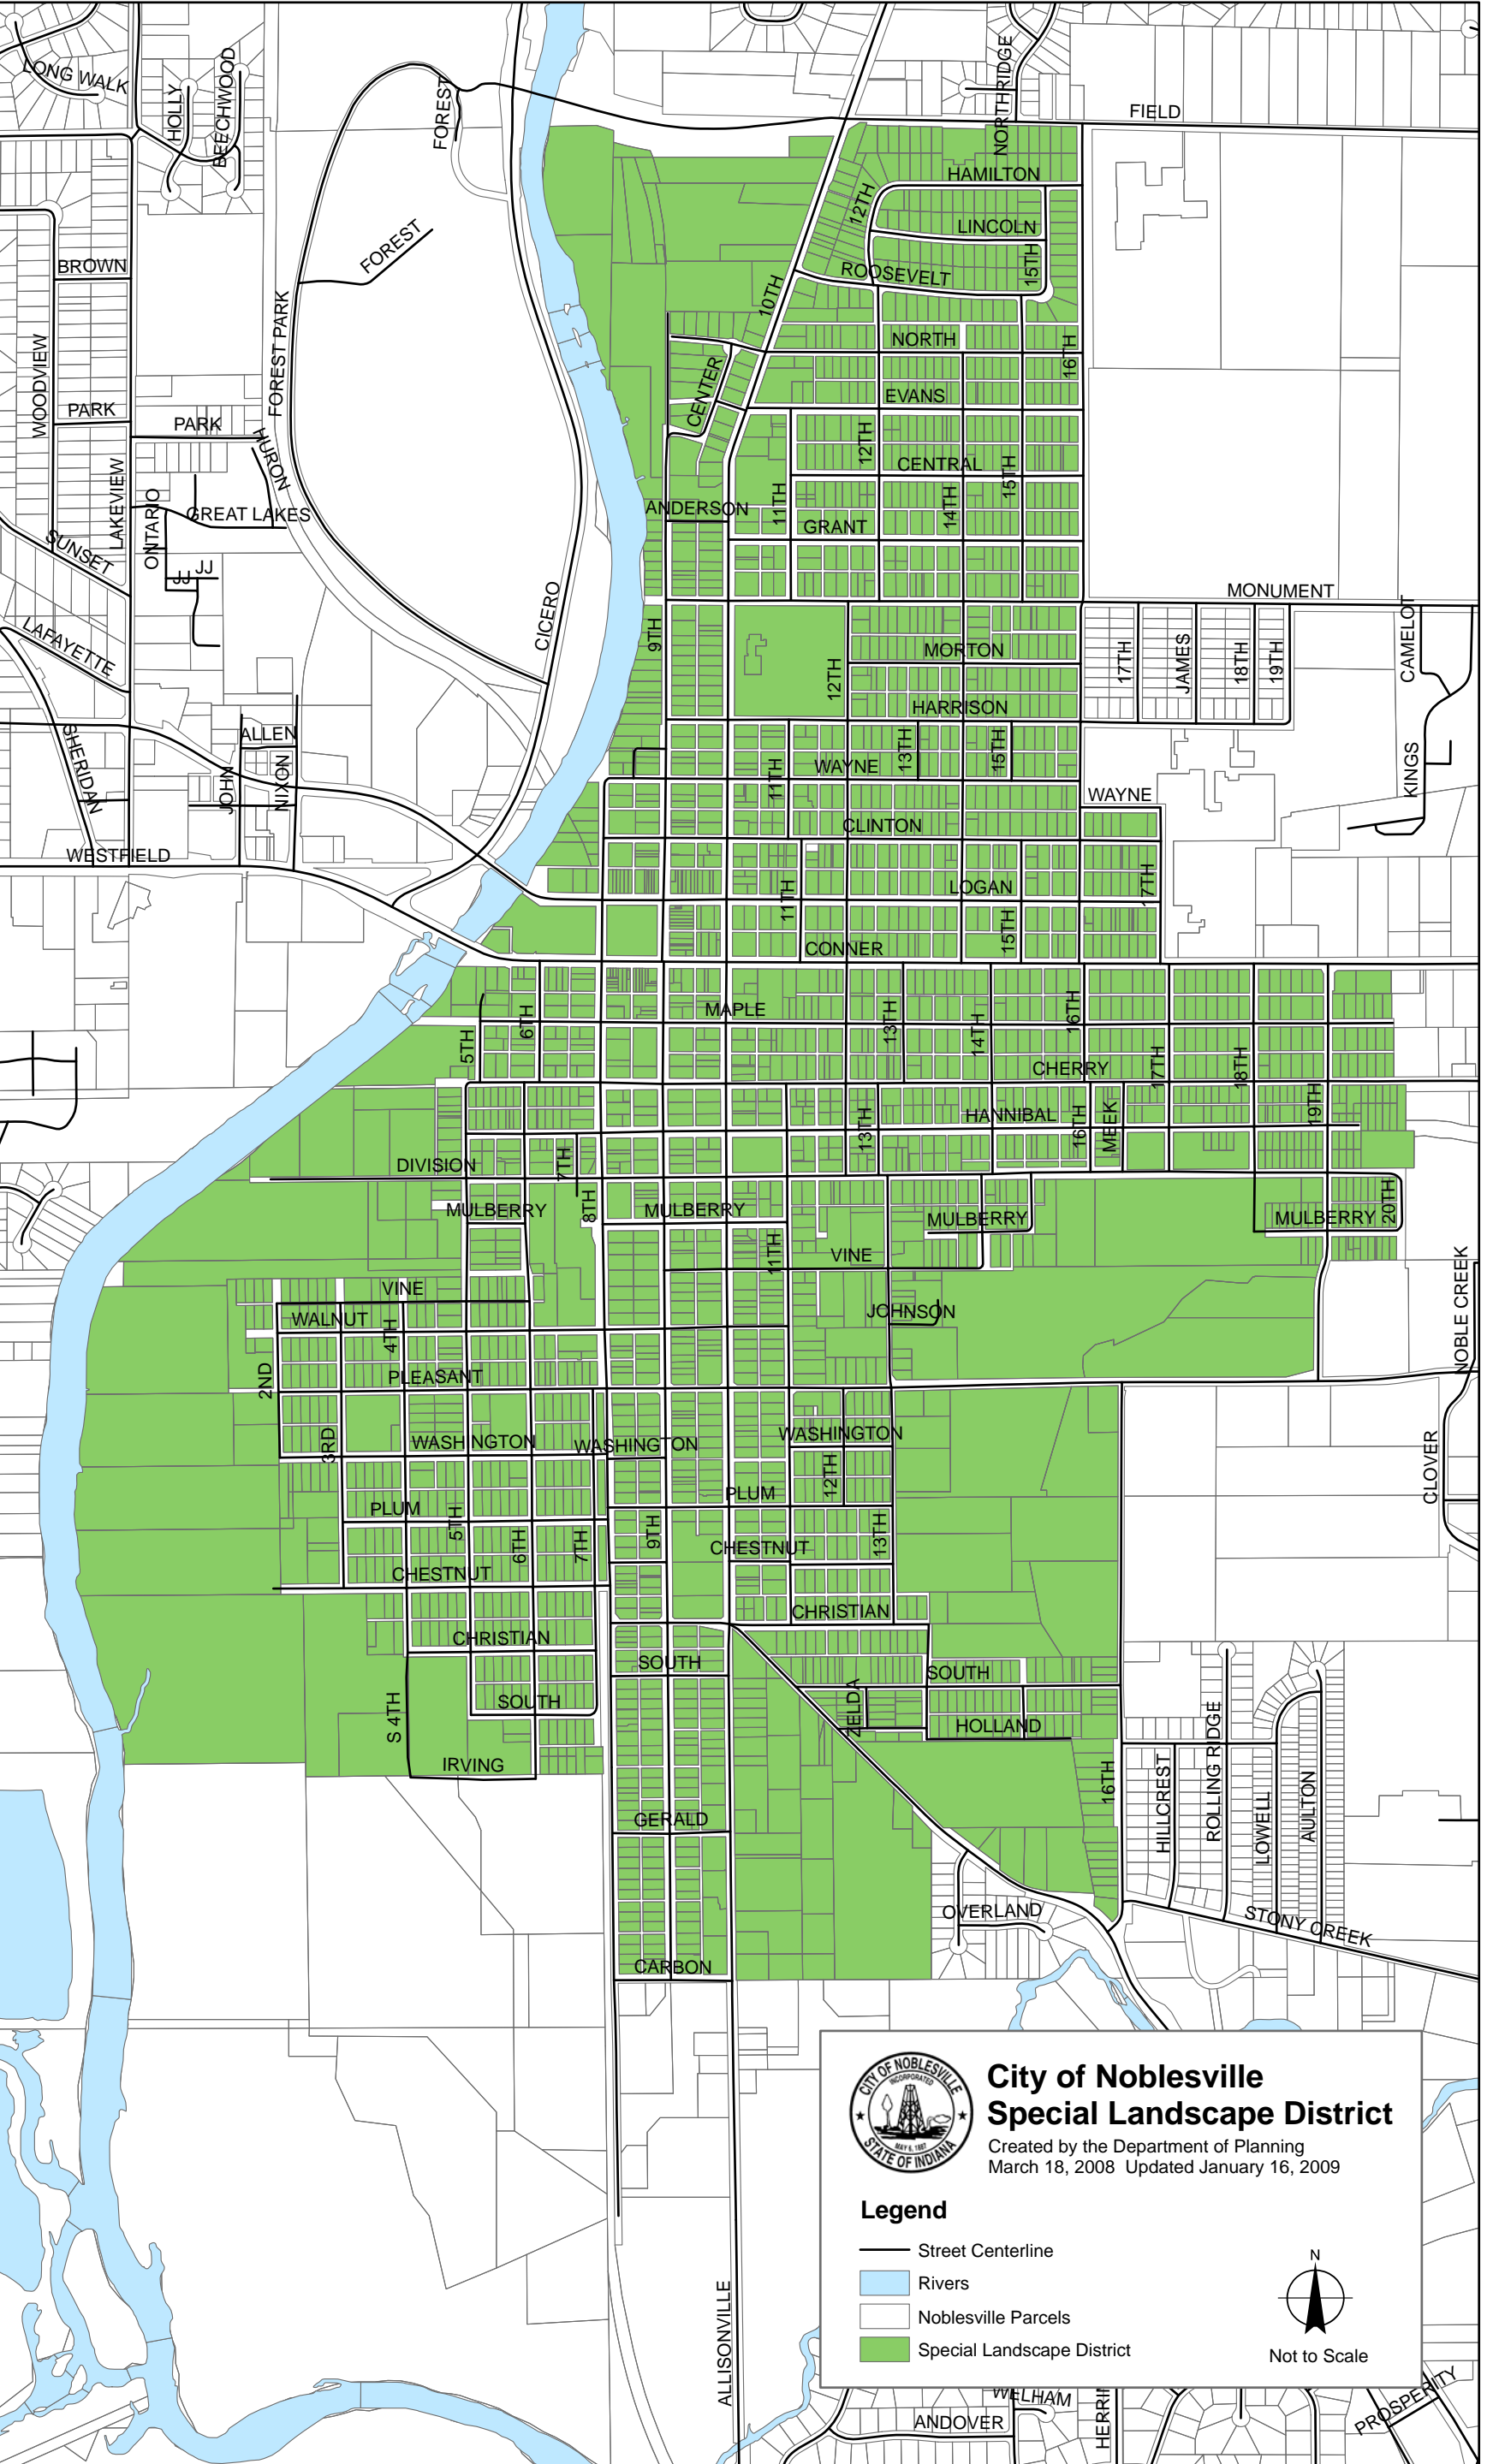 LONG WALK
HOLLY
BEECHWOOD
FOREST
NORTHRIDGE
FIELD
HAMILTON
12TH
LINCOLN
FOREST
BROWN
ROOSEVELT
15TH
10TH
FOREST PARK
WOODVIEW
NORTH
16TH
CENTER
EVANS
PARK
PARK
HURON
12TH
CENTRAL
15TH
LAKEVIEW
ONTARIO
GREAT LAKES
ANDERSON
11TH
14TH
GRANT
SUNSET
JJ
JJ
CICERO
MONUMENT
LAFAYETTE
9TH
MORTON
17TH
JAMES
18TH
19TH
CAMELOT
12TH
HARRISON
SHERIDAN
ALLEN
JOHN
NIXON
13TH
15TH
WAYNE
11TH
KINGS
WAYNE
CLINTON
WESTFIELD
LOGAN
17TH
11TH
15TH
CONNER
MAPLE
6TH
5TH
13TH
14TH
16TH
CHERRY
17TH
18TH
19TH
HANNIBAL
13TH
16TH
MEEK
DIVISION
7TH
8TH
MULBERRY
MULBERRY
MULBERRY
MULBERRY
20TH
11TH
VINE
VINE
JOHNSON
NOBLE CREEK
WALNUT
4TH
2ND
PLEASANT
3RD
WASHINGTON
WASHINGTON
WASHINGTON
12TH
CLOVER
PLUM
PLUM
5TH
6TH
7TH
9TH
13TH
CHESTNUT
CHESTNUT
CHRISTIAN
CHRISTIAN
SOUTH
SOUTH
SOUTH
S 4TH
ZELDA
HOLLAND
IRVING
16TH
HILLCREST
ROLLING RIDGE
LOWELL
AULTON
GERALD
OVERLAND
STONY CREEK
CARBON
CITY OF NOBLESVILLE
INCORPORATED
MAY 6, 1887
STATE OF INDIANA
City of Noblesville
Special Landscape District
Created by the Department of Planning
March 18, 2008 Updated January 16, 2009
Legend
Street Centerline
Rivers
Noblesville Parcels
Special Landscape District
N
Not to Scale
ALLISONVILLE
WELHAM
ANDOVER
PROSPERITY